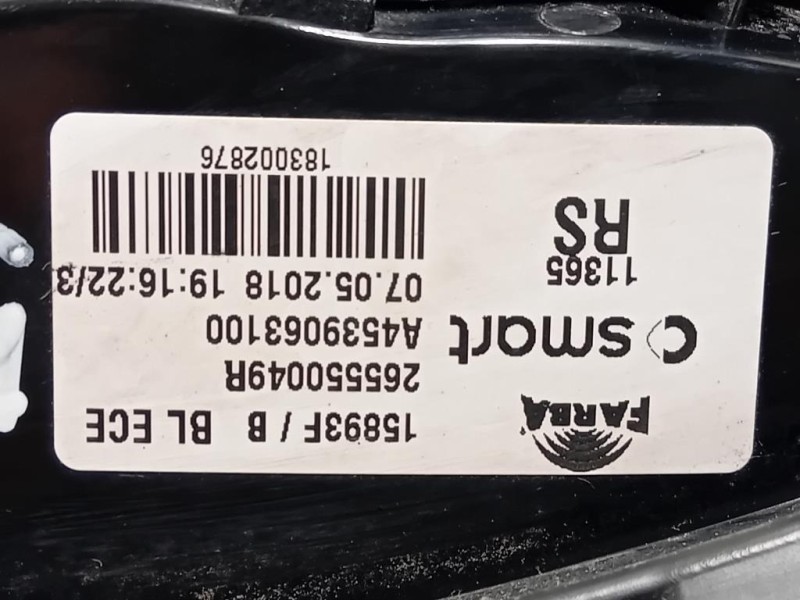 FARBA
15893F / B BL ECE
265550049R
smart
A4539063100
07.05.2018 19:16:22/3
11365
RS
183002876